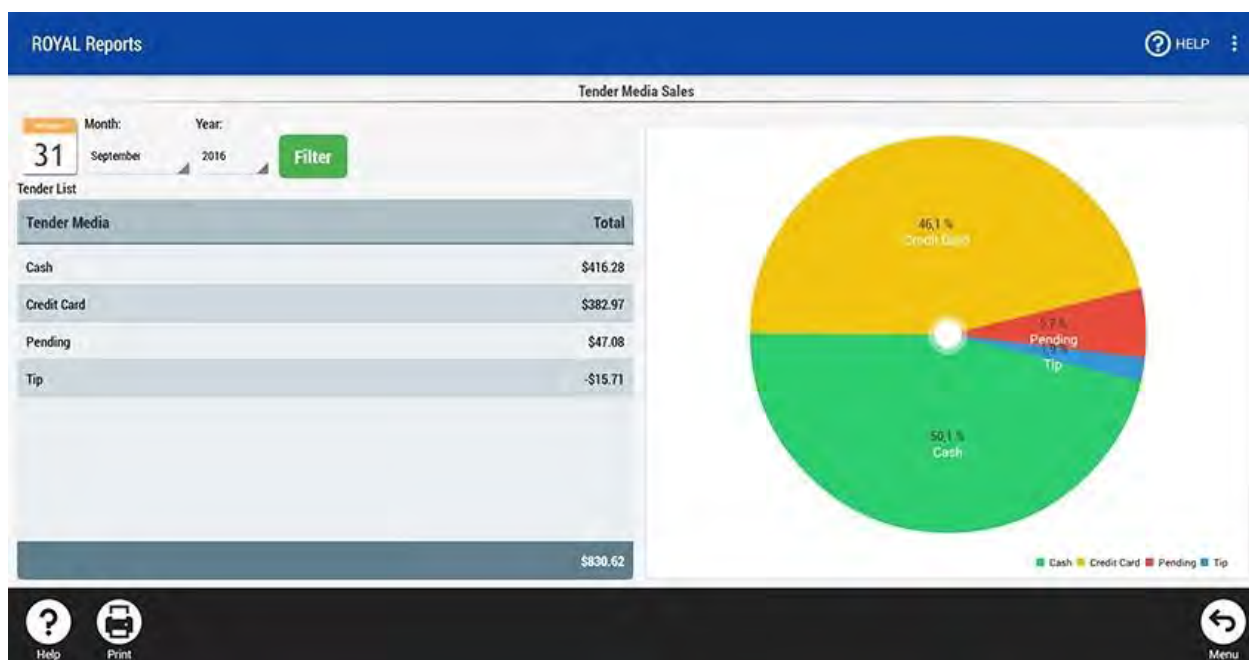 ROYAL Reports
HELP
Tender Media Sales
Month:
Year:
31
September
2016
Filter
Tender List
Tender Media Total
Cash $416.28
Credit Card $382.97
Pending $47.08
Tip -$15.71
$830.62
46,1 %
Credit Card
5,7 %
Pending
1,9 %
Tip
50,1 %
Cash
Cash Credit Card Pending Tip
Help
Print
Menu